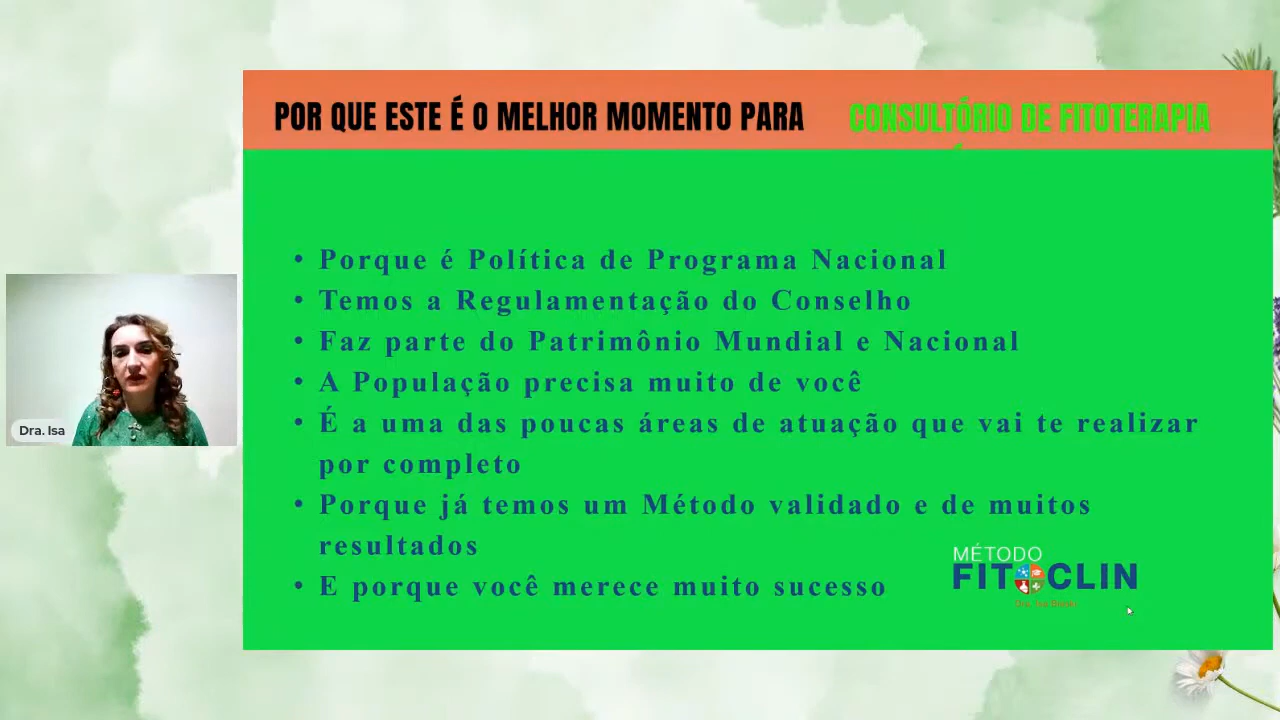 POR QUE ESTE É O MELHOR MOMENTO PARA CONSULTÓRIO DE FITOTERAPIA
• Porque é Política de Programa Nacional
• Temos a Regulamentação do Conselho
• Faz parte do Patrimônio Mundial e Nacional
• A População precisa muito de você
• É a uma das poucas áreas de atuação que vai te realizar
por completo
• Porque já temos um Método validado e de muitos
resultados
• E porque você merece muito sucesso
Dra. Isa
MÉTODO
FITOCLIN
Dra. Isa